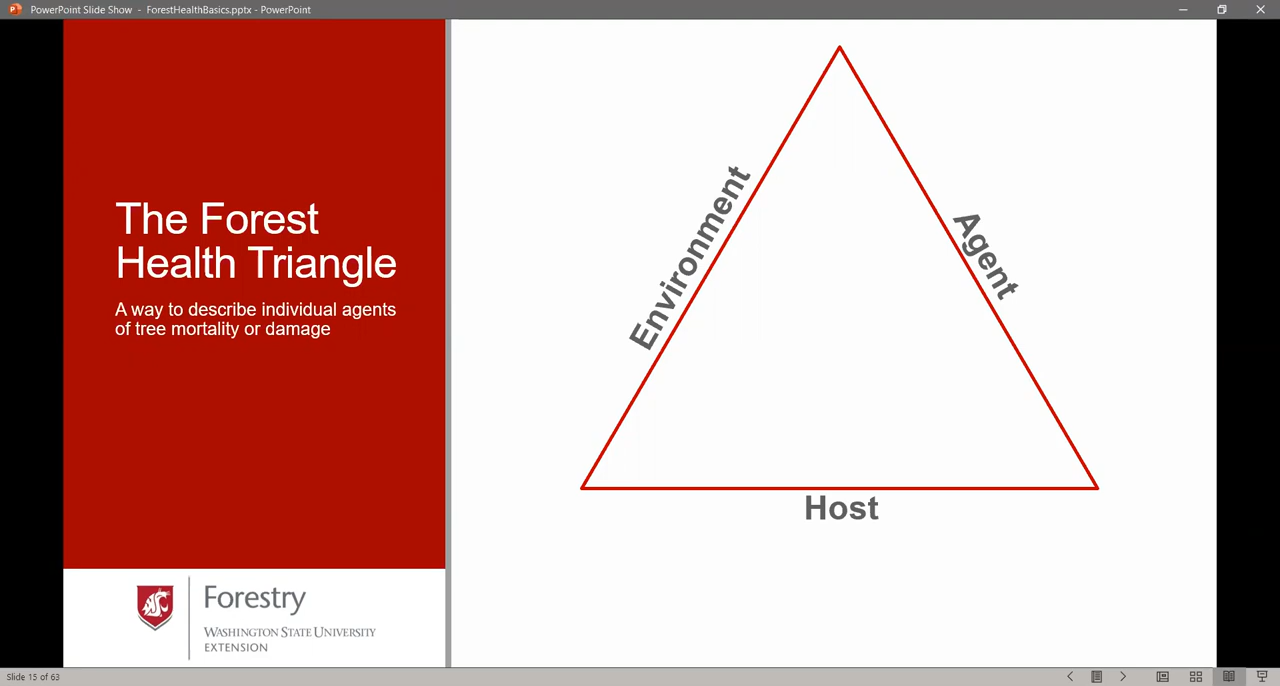 PowerPoint Slide Show - ForestHealthBasics.pptx - PowerPoint
The Forest
Health Triangle
A way to describe individual agents
of tree mortality or damage
Environment
Agent
Host
Forestry
WASHINGTON STATE UNIVERSITY
EXTENSION
Slide 15 of 63